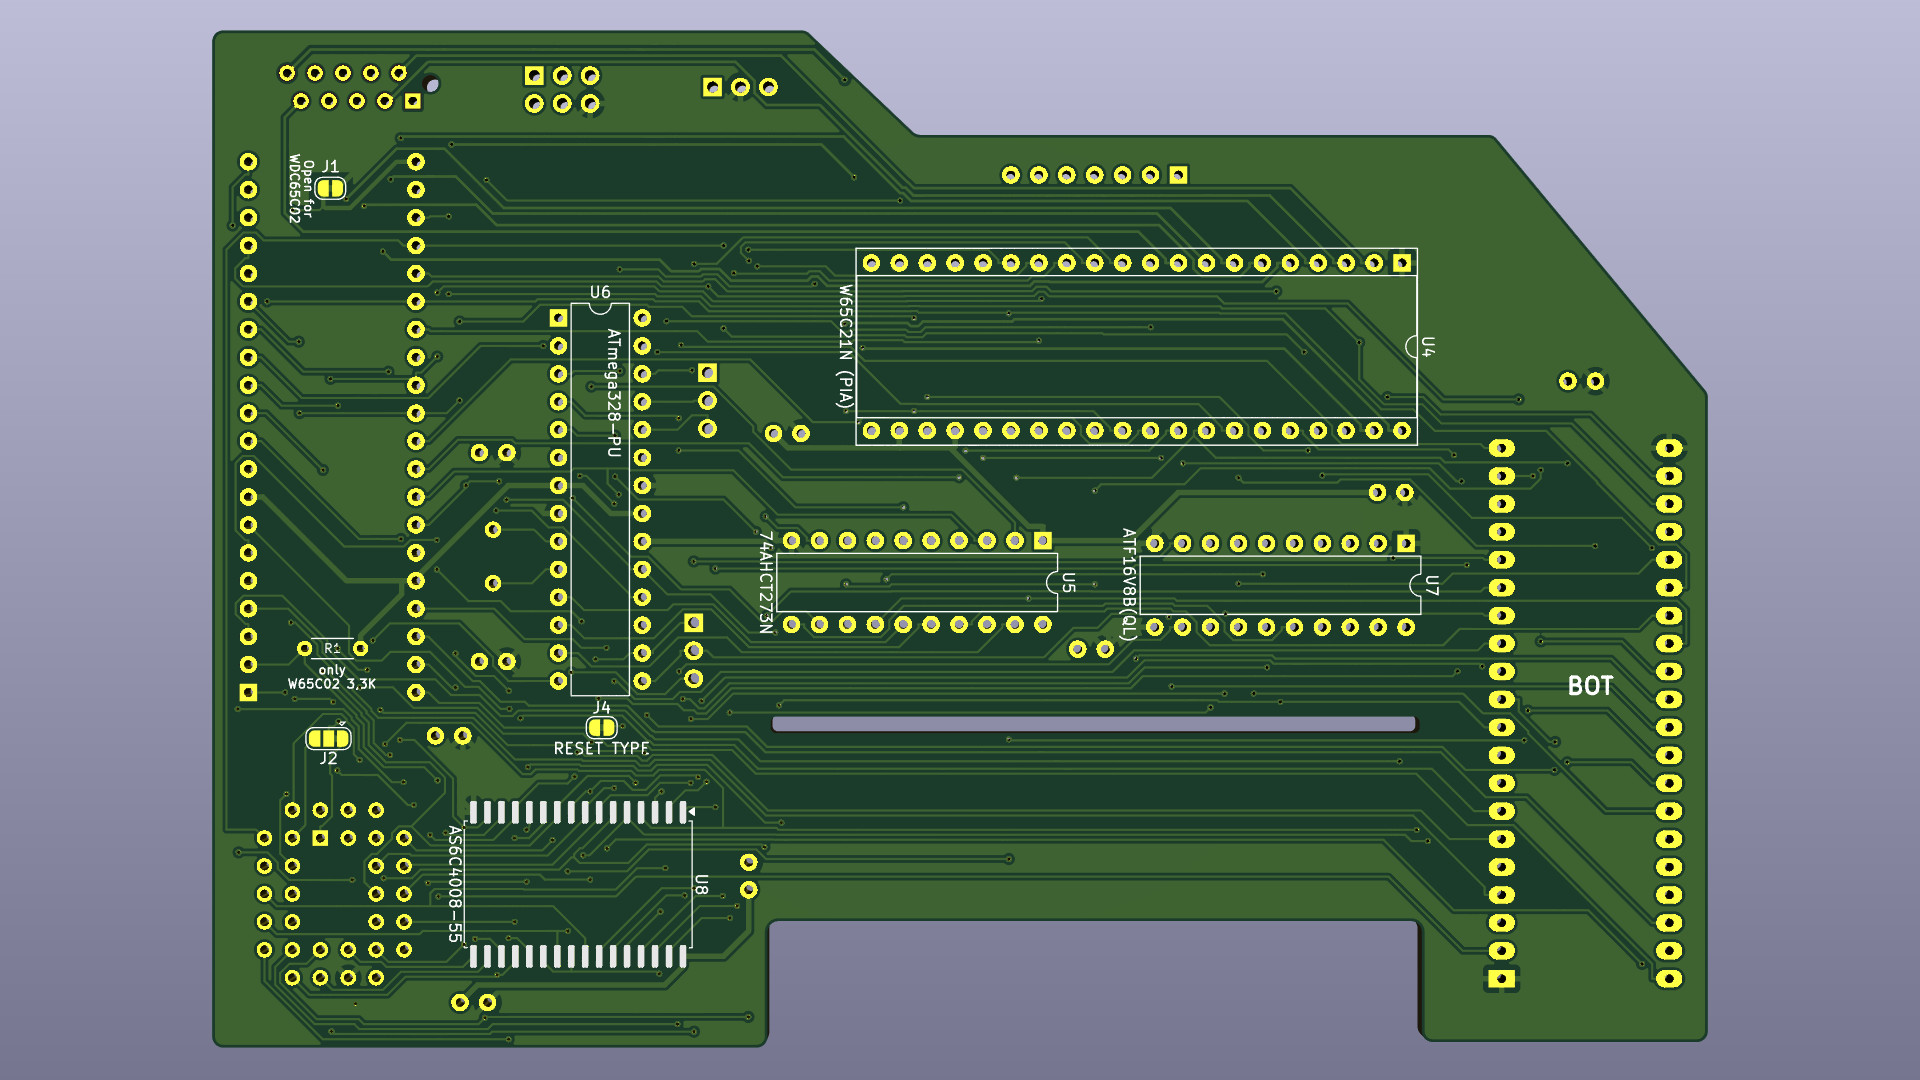 J1
Open for
WDC65C02
U6
ATmega328-PU
W65C21N (PIA)
U4
74AHCT273N
U5
ATF16V8B(QL)
U7
R1
only
W65C02 3,3K
BOT
J4
RESET TYPE
J2
AS6C4008-55
U8